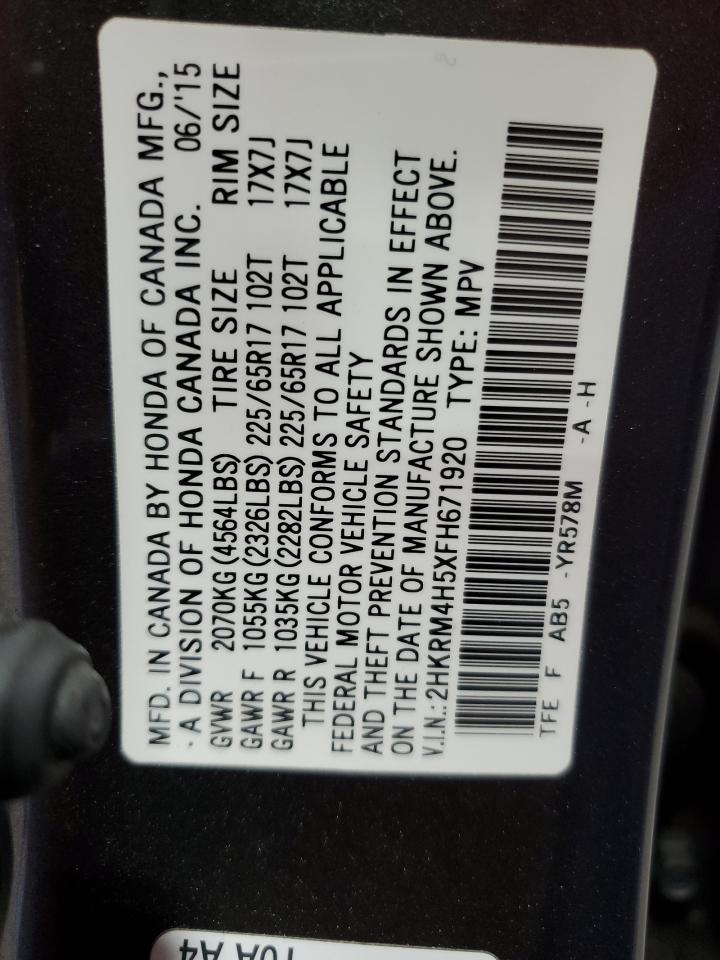 MFD. IN CANADA BY HONDA OF CANADA MFG.,
- A DIVISION OF HONDA CANADA INC. 06/'15
GVWR 2070KG(4564LBS) TIRE SIZE RIM SIZE
GAWR F 1055KG(2326LBS) 225/65R17 102T 17X7J
GAWR R 1035KG(2282LBS) 225/65R17 102T 17X7J
THIS VEHICLE CONFORMS TO ALL APPLICABLE
FEDERAL MOTOR VEHICLE SAFETY
AND THEFT PREVENTION STANDARDS IN EFFECT
ON THE DATE OF MANUFACTURE SHOWN ABOVE.
V.I.N.: 2HKRM4H5XFH671920 TYPE: MPV
TFE F AB5 -YR578M -A -H